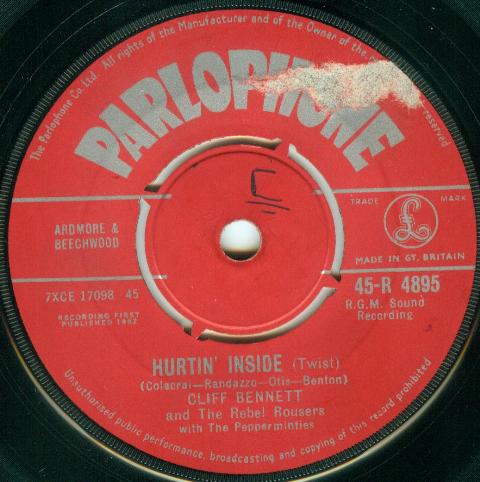 The Parlophone Co. Ltd. All rights of the Manufacturer and of the Owner of the reserved
PARLOPHONE
TRADE MARK
£
ARDMORE &
BEECHWOOD
MADE IN GT. BRITAIN
7XCE 17098 45
45-R 4895
RECORDING FIRST
PUBLISHED 1962
R.G.M. Sound
Recording
HURTIN' INSIDE (Twist)
(Colacrai—Randazzo—Otis—Benton)
CLIFF BENNETT
and The Rebel Rousers
with The Pepperminties
Unauthorised public performance, broadcasting and copying of this record prohibited